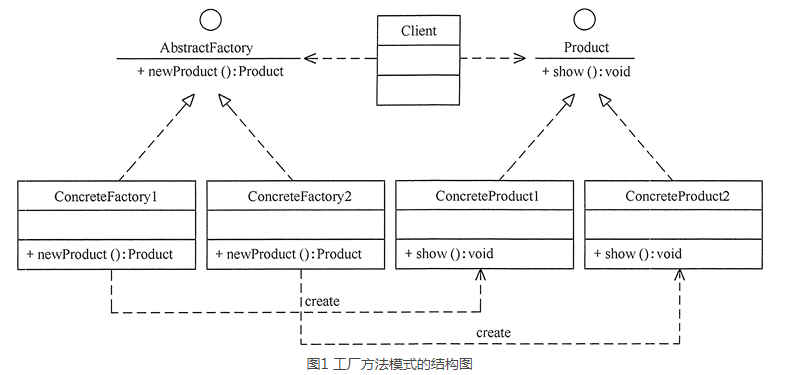 Client
AbstractFactory
Product
+ newProduct ():Product
+ show ():void
ConcreteFactory1
ConcreteFactory2
ConcreteProduct1
ConcreteProduct2
+ newProduct ():Product
+ newProduct ():Product
+ show ():void
+ show ():void
create
create
图1 工厂方法模式的结构图